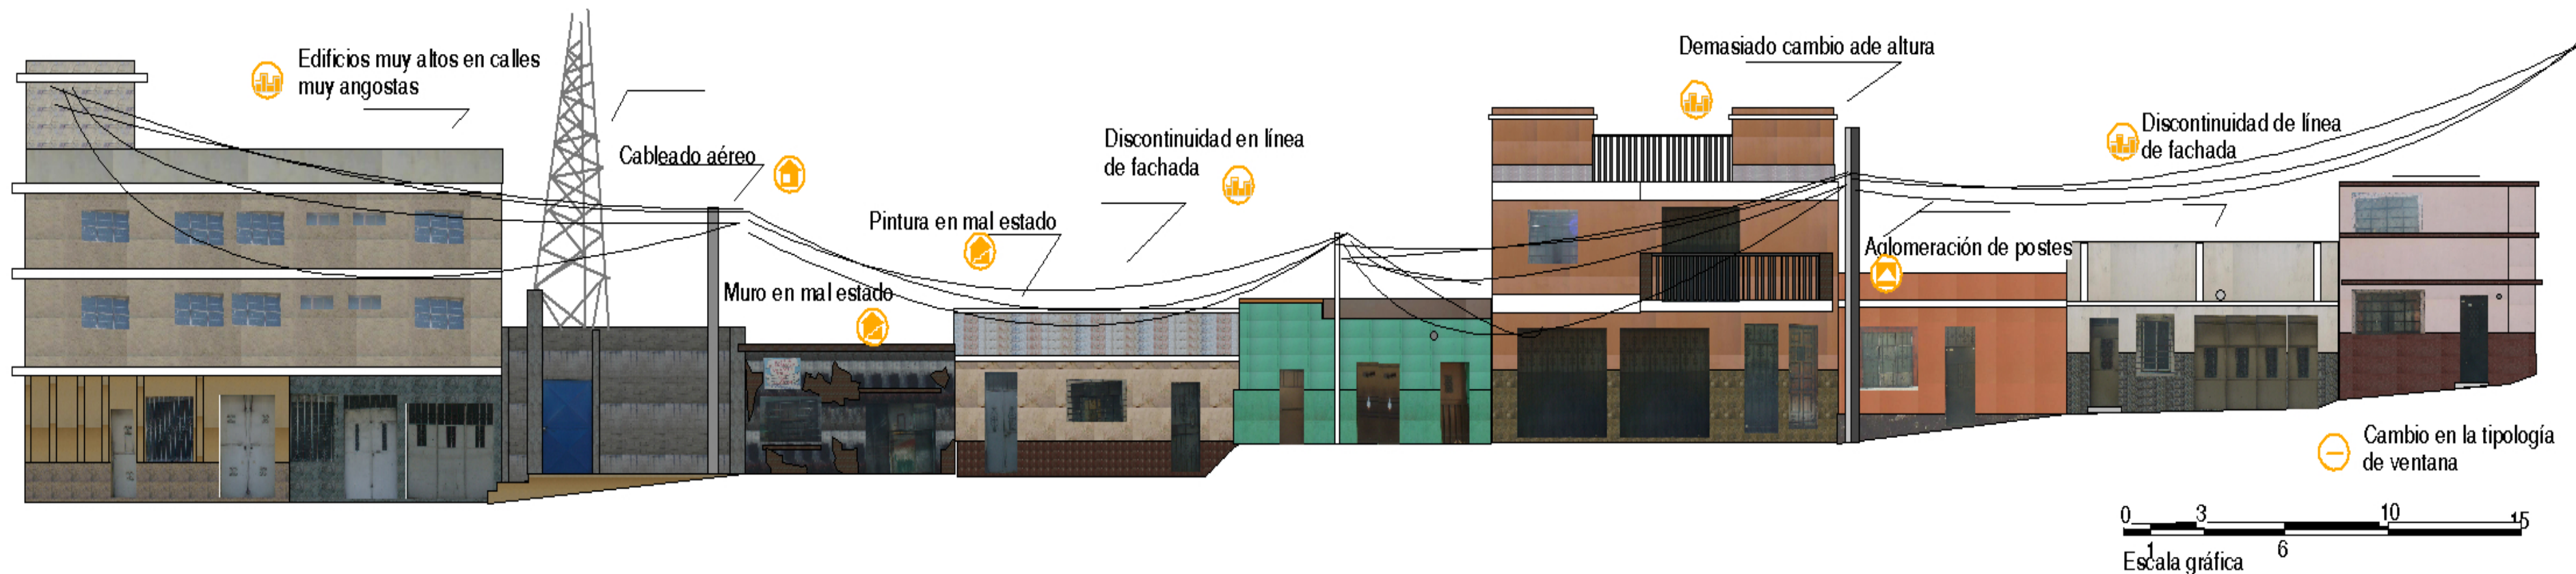 Edificios muy altos en calles
muy angostas
Cableado aéreo
Muro en mal estado
Pintura en mal estado
Discontinuidad en línea
de fachada
Demasiado cambio ade altura
Aglomeración de postes
Discontinuidad de línea
de fachada
Cambio en la tipología
de ventana
0 3 10 15
1 6
Escala gráfica